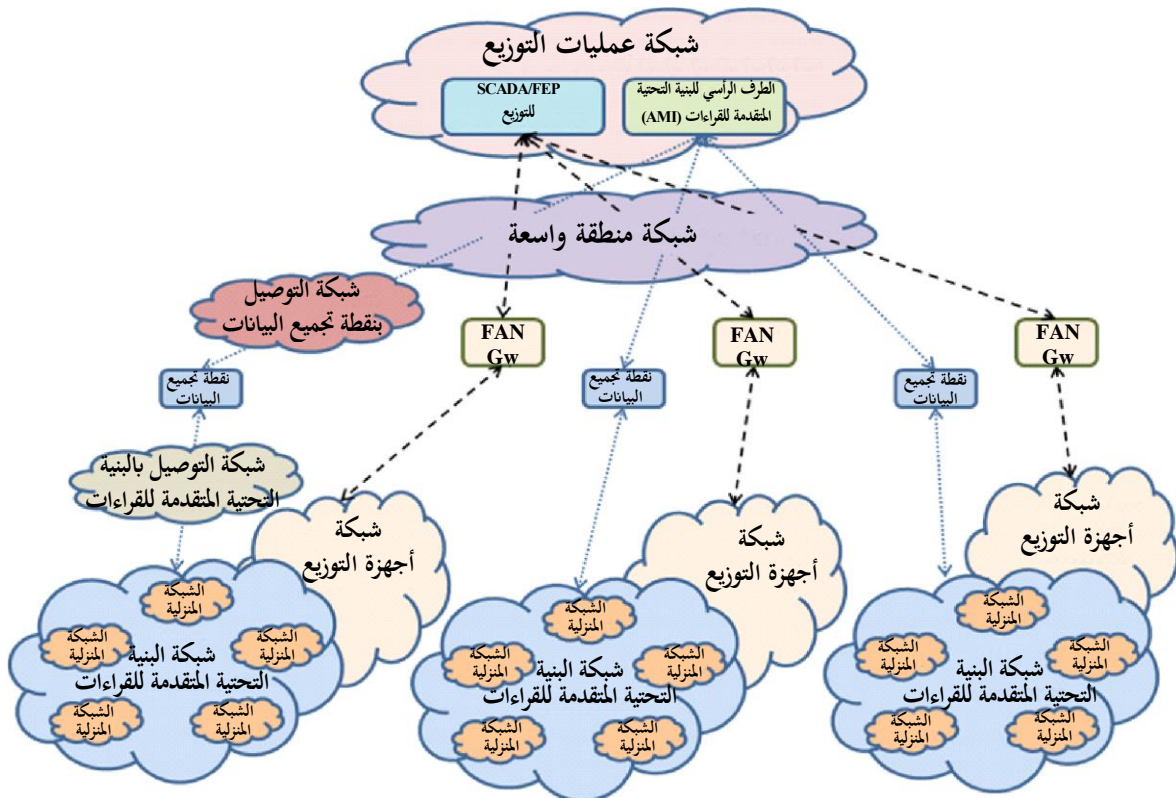 شبكة عمليات التوزيع
SCADA/FEP
للتوزيع
الطرف الرأسي للبنية التحتية
المتقدمة للقراءات (AMI)
شبكة منطقة واسعة
شبكة التوصيل
بنقطة تجميع البيانات
FAN
Gw
FAN
Gw
FAN
Gw
نقطة تجميع
البيانات
نقطة تجميع
البيانات
نقطة تجميع
البيانات
شبكة التوصيل بالبنية
التحتية المتقدمة للقراءات
شبكة
أجهزة التوزيع
شبكة
أجهزة التوزيع
شبكة
أجهزة التوزيع
الشبكة
المنزلية
الشبكة
المنزلية
الشبكة
المنزلية
شبكة البنية
التحتية المتقدمة للقراءات
الشبكة
المنزلية
الشبكة
المنزلية
الشبكة
المنزلية
الشبكة
المنزلية
الشبكة
المنزلية
شبكة البنية
التحتية المتقدمة للقراءات
الشبكة
المنزلية
الشبكة
المنزلية
الشبكة
المنزلية
الشبكة
المنزلية
الشبكة
المنزلية
شبكة البنية
التحتية المتقدمة للقراءات
الشبكة
المنزلية
الشبكة
المنزلية